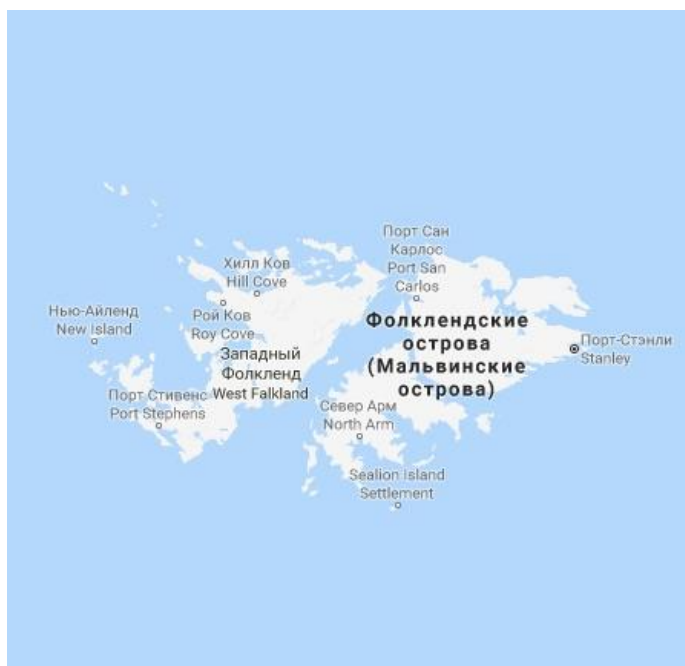 Порт Сан
Карлос
Port San
Carlos
Хилл Ков
Hill Cove
Нью-Айленд
New Island
Рой Ков
Roy Cove
Фолклендские
острова
(Мальвинские
острова)
Порт-Стэнли
Stanley
Западный
Фолкленд
West Falkland
Порт Стивенс
Port Stephens
Север Арм
North Arm
Sealion Island
Settlement